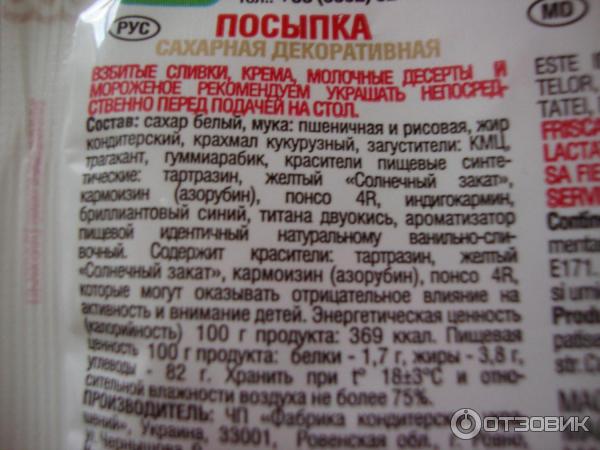 РУС
ПОСЫПКА
САХАРНАЯ ДЕКОРАТИВНАЯ
ВЗБИТЫЕ СЛИВКИ, КРЕМА, МОЛОЧНЫЕ ДЕСЕРТЫ И
МОРОЖЕНОЕ РЕКОМЕНДУЕМ УКРАШАТЬ НЕПОСРЕД-
СТВЕННО ПЕРЕД ПОДАЧЕЙ НА СТОЛ.
Состав: сахар белый, мука: пшеничная и рисовая, жир
кондитерский, крахмал кукурузный, загустители: КМЦ,
трагакант, гуммиарабик, красители пищевые синте-
тические: тартразин, желтый «Солнечный закат»,
кармоизин (азорубин), понсо 4R, индигокармин,
бриллиантовый синий, титана двуокись, ароматизатор
пищевой идентичный натуральному ванильно-сли-
вочный. Содержит красители: тартразин, желтый
«Солнечный закат», кармоизин (азорубин), понсо 4R,
которые могут оказывать отрицательное влияние на
активность и внимание детей. Энергетическая ценность
(калорийность) 100 г продукта: 369 ккал. Пищевая
ценность 100 г продукта: белки - 1,7 г, жиры - 3,8 г,
углеводы - 82 г. Хранить при t° 18±3°С и отно-
сительной влажности воздуха не более 75%.
ПРОИЗВОДИТЕЛЬ: ЧП «Фабрика кондитерских
Украина, 33001, Ровенская обл., г. Ровно,
MD
ESTE
TELOR,
TATEI,
FRISCA
LACTA
SA FIE
SERVI
E171.
si umi
Produ
patise
str. C
ОТЗОВИК